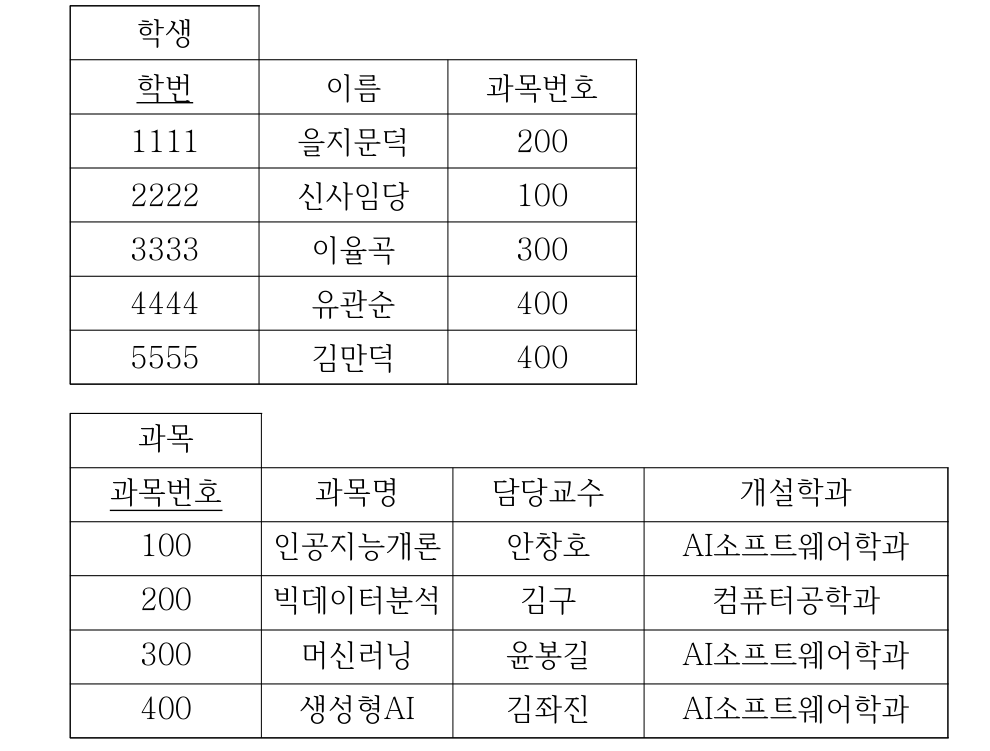 학생
학번 이름 과목번호
1111 을지문덕 200
2222 신사임당 100
3333 이율곡 300
4444 유관순 400
5555 김만덕 400
과목
과목번호 과목명 담당교수 개설학과
100 인공지능개론 안창호 AI소프트웨어학과
200 빅데이터분석 김구 컴퓨터공학과
300 머신러닝 윤봉길 AI소프트웨어학과
400 생성형AI 김좌진 AI소프트웨어학과